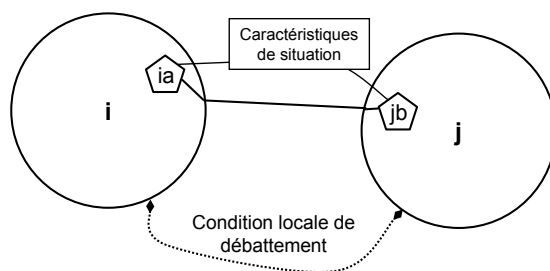 Caractéristiques
de situation
ia
jb
i
j
Condition locale de
débattement